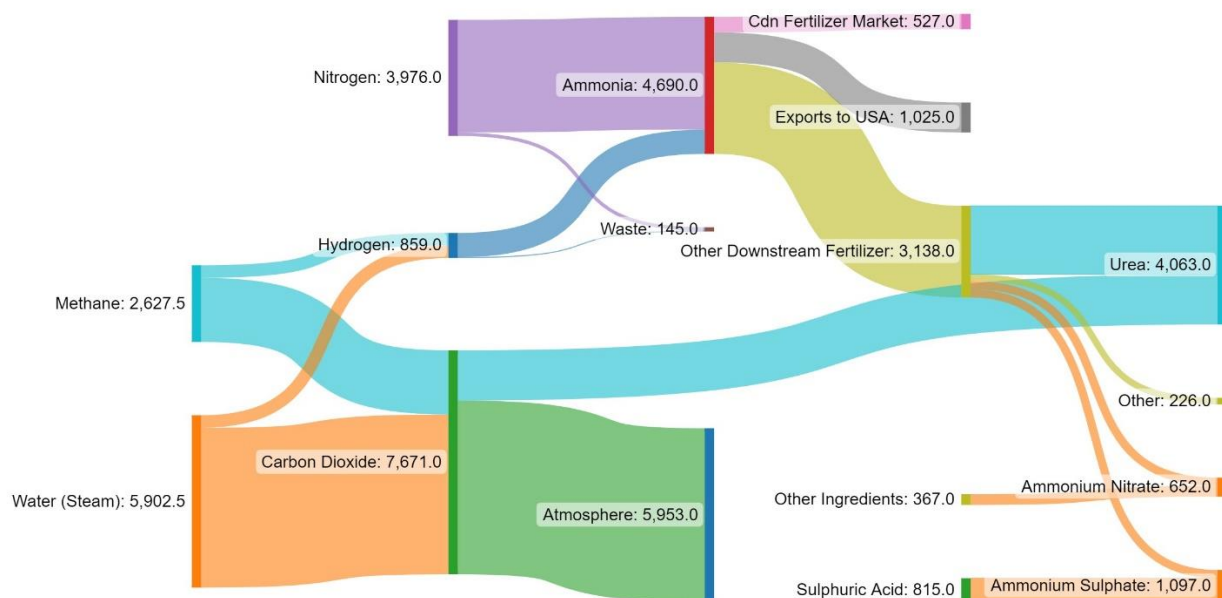 Cdn Fertilizer Market: 527.0
Nitrogen: 3,976.0
Ammonia: 4,690.0
Exports to USA: 1,025.0
Waste: 145.0
Hydrogen: 859.0
Other Downstream Fertilizer: 3,138.0
Urea: 4,063.0
Methane: 2,627.5
Other: 226.0
Carbon Dioxide: 7,671.0
Ammonium Nitrate: 652.0
Other Ingredients: 367.0
Water (Steam): 5,902.5
Atmosphere: 5,953.0
Sulphuric Acid: 815.0
Ammonium Sulphate: 1,097.0